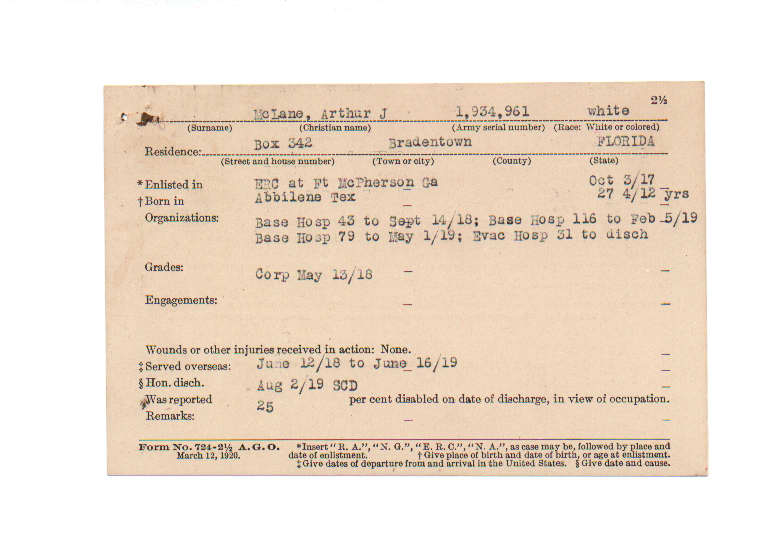 2½
McLane, Arthur J 1,934,961 white
(Surname) (Christian name) (Army serial number) (Race: White or colored)
Residence: Box 342 Bradentown FLORIDA
(Street and house number) (Town or city) (County) (State)
*Enlisted in ERC at Ft McPherson Ga Oct 3/17
†Born in Abbilene Tex 27 4/12 yrs
Organizations: Base Hosp 43 to Sept 14/18; Base Hosp 116 to Feb 5/19
Base Hosp 79 to May 1/19; Evac Hosp 31 to disch
Grades: Corp May 13/18
Engagements:
Wounds or other injuries received in action: None.
‡Served overseas: June 12/18 to June 16/19
§Hon. disch. Aug 2/19 SCD
Was reported 25 per cent disabled on date of discharge, in view of occupation.
Remarks:
Form No. 724-2½ A.G.O. *Insert "R. A.", "N. G.", "E. R. C.", "N. A.", as case may be, followed by place and
March 12, 1920. date of enlistment. †Give place of birth and date of birth, or age at enlistment.
‡Give dates of departure from and arrival in the United States. §Give date and cause.